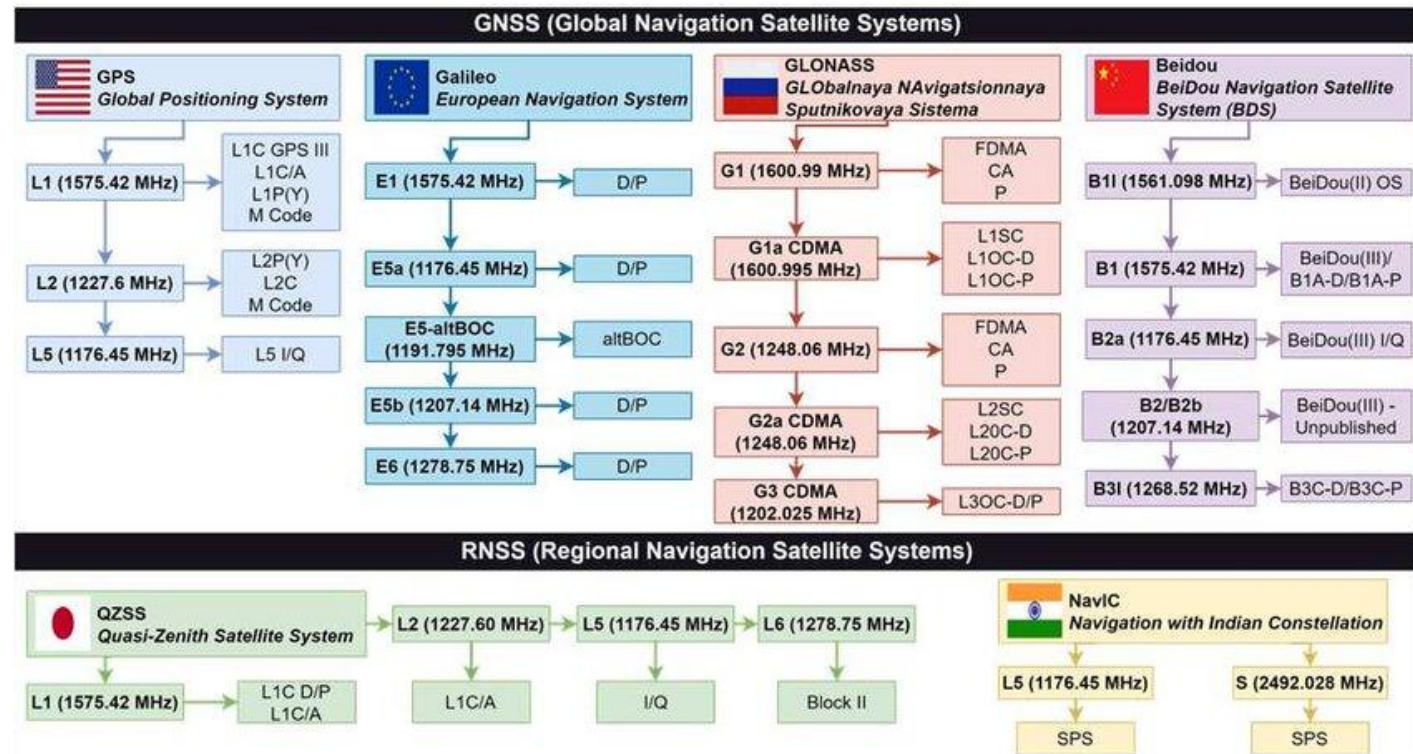 GNSS (Global Navigation Satellite Systems)
GPS
Global Positioning System
L1 (1575.42 MHz)
L1C GPS III
L1C/A
L1P(Y)
M Code
L2 (1227.6 MHz)
L2P(Y)
L2C
M Code
L5 (1176.45 MHz)
L5 I/Q
Galileo
European Navigation System
E1 (1575.42 MHz)
D/P
E5a (1176.45 MHz)
D/P
E5-altBOC
(1191.795 MHz)
altBOC
E5b (1207.14 MHz)
D/P
E6 (1278.75 MHz)
D/P
GLONASS
GLObalnaya NAvigatsionnaya
Sputnikovaya Sistema
G1 (1600.99 MHz)
FDMA
CA
P
G1a CDMA
(1600.995 MHz)
L1SC
L1OC-D
L1OC-P
G2 (1248.06 MHz)
FDMA
CA
P
G2a CDMA
(1248.06 MHz)
L2SC
L20C-D
L20C-P
G3 CDMA
(1202.025 MHz)
L3OC-D/P
Beidou
BeiDou Navigation Satellite
System (BDS)
B1I (1561.098 MHz)
BeiDou(II) OS
B1 (1575.42 MHz)
BeiDou(III)/
B1A-D/B1A-P
B2a (1176.45 MHz)
BeiDou(III) I/Q
B2/B2b
(1207.14 MHz)
BeiDou(III) -
Unpublished
B3I (1268.52 MHz)
B3C-D/B3C-P
RNSS (Regional Navigation Satellite Systems)
QZSS
Quasi-Zenith Satellite System
L1 (1575.42 MHz)
L1C D/P
L1C/A
L2 (1227.60 MHz)
L1C/A
L5 (1176.45 MHz)
I/Q
L6 (1278.75 MHz)
Block II
NavIC
Navigation with Indian Constellation
L5 (1176.45 MHz)
SPS
S (2492.028 MHz)
SPS